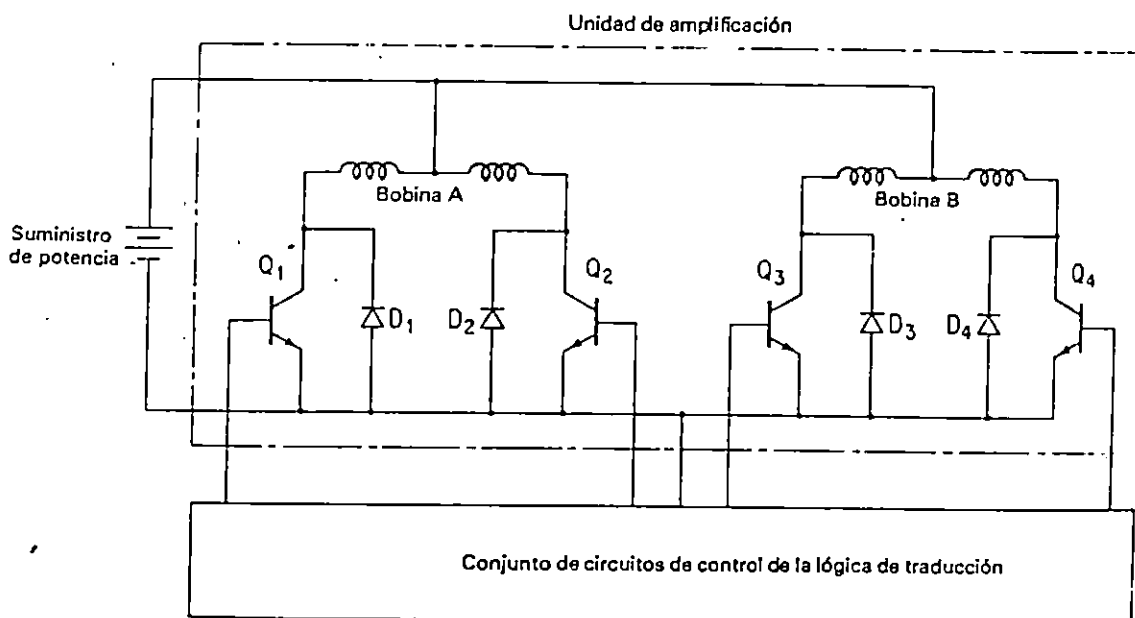 Unidad de amplificación
Bobina A
Bobina B
Suministro
de potencia
Q1
Q2
Q3
Q4
D1
D2
D3
D4
Conjunto de circuitos de control de la lógica de traducción